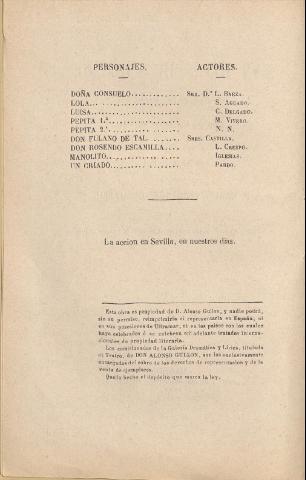 PERSONAJES. ACTORES.
DOÑA CONSUELO............ SRA. D.ª L. BAEZA.
LOLA.................... S. AGUADO.
LUISA................... C. DELGADO.
PEPITA 1.ª.............. M. VIVERO.
PEPITA 2.ª.............. N. N.
DON FULANO DE TAL....... SRES. CASTILLA.
DON ROSENDO ESCAMILLA.... L. CRESPO.
MANOLITO................ IGLESIAS.
UN CRIADO............... PARDO.
La accion en Sevilla, en nuestros dias.
Esta obra es propiedad de D. Alonso Gullon, y nadie podrá,
sin su permiso, reimprimirla ni representarla en España, ni
en sus posesiones de Ultramar, ni en los países con los cuales
haya celebrados ó se celebren en adelante tratados internacionales
de propiedad literaria.
Los comisionados de la Galería Dramática y Lírica, titulada
el Teatro, de DON ALONSO GULLON, son los exclusivamente
encargados del cobro de los derechos de representacion y de la
venta de ejemplares.
Queda hecho el depósito que marca la ley.